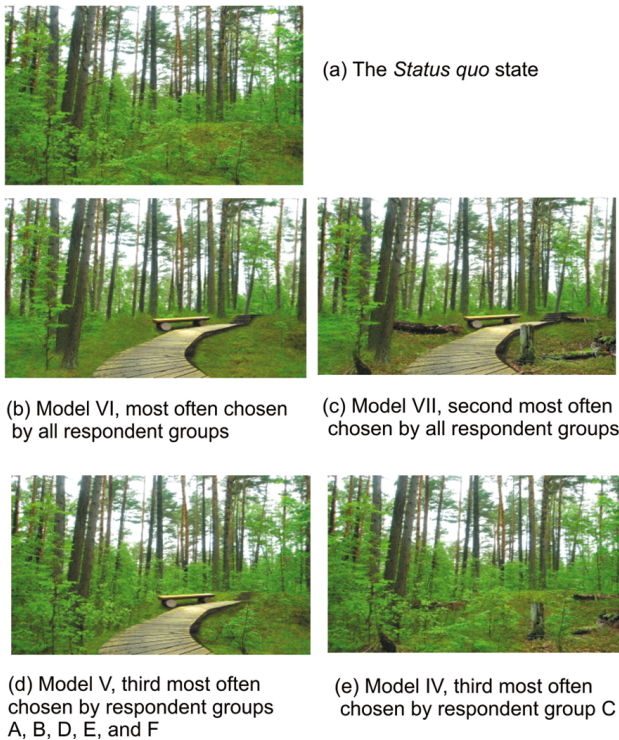 (a) The Status quo state
(b) Model VI, most often chosen
by all respondent groups
(c) Model VII, second most often
chosen by all respondent groups
(d) Model V, third most often
chosen by respondent groups
A, B, D, E, and F
(e) Model IV, third most often
chosen by respondent group C